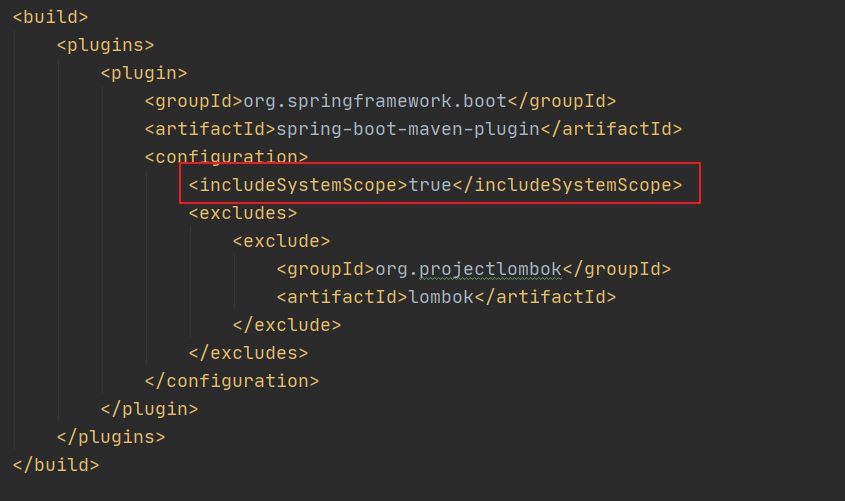 <build>
<plugins>
<plugin>
<groupId>org.springframework.boot</groupId>
<artifactId>spring-boot-maven-plugin</artifactId>
<configuration>
<includeSystemScope>true</includeSystemScope>
<excludes>
<exclude>
<groupId>org.projectlombok</groupId>
<artifactId>lombok</artifactId>
</exclude>
</excludes>
</configuration>
</plugin>
</plugins>
</build>